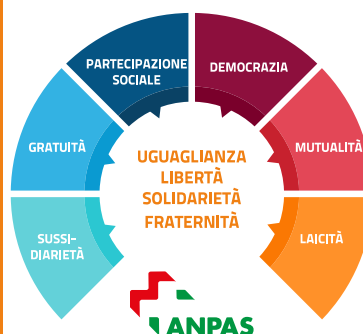 PARTECIPAZIONE
SOCIALE
DEMOCRAZIA
GRATUITÀ
MUTUALITÀ
UGUAGLIANZA
LIBERTÀ
SOLIDARIETÀ
FRATERNITÀ
SUSSI-
DIARIETÀ
LAICITÀ
ANPAS